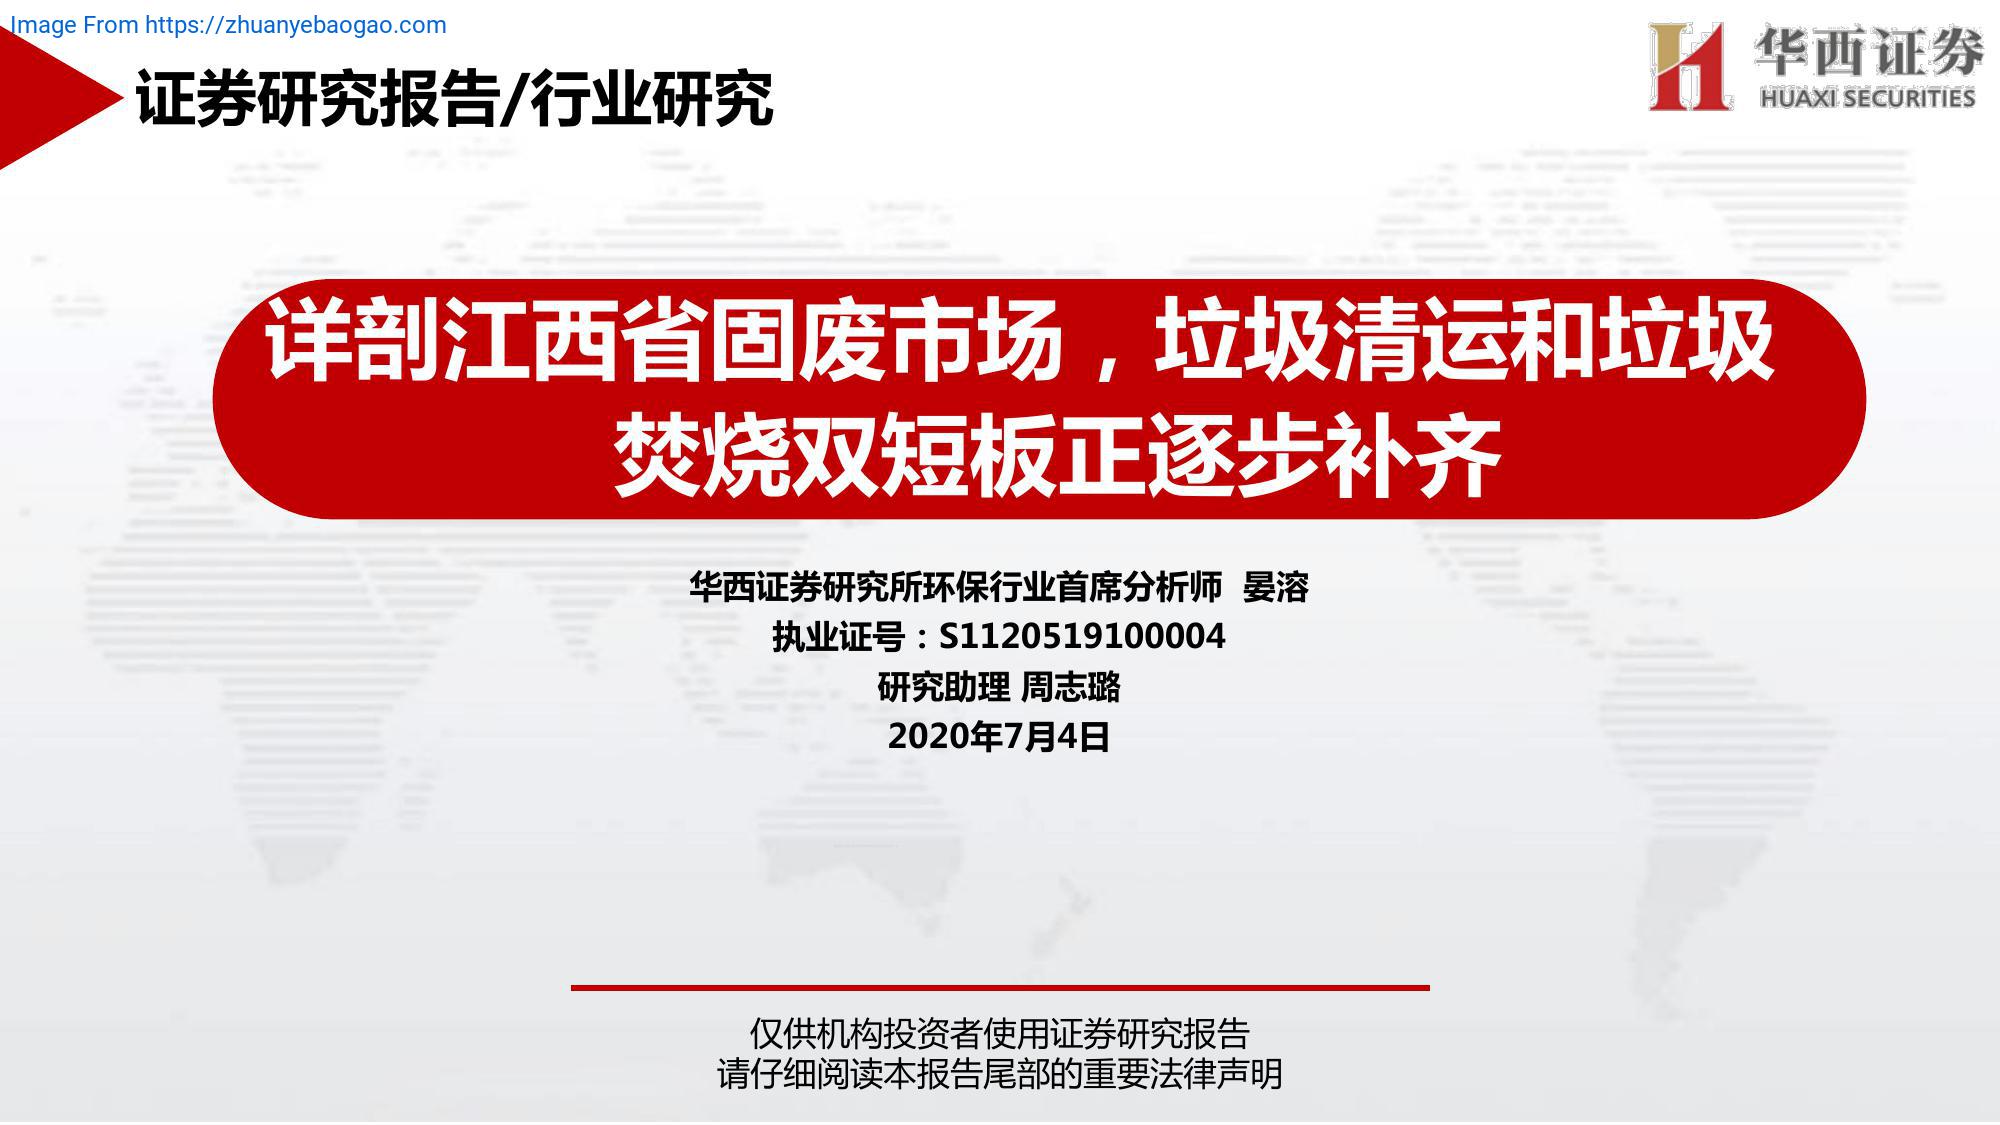 Image From https://zhuanyebaogao.com
华西证券
HUAXI SECURITIES
证券研究报告/行业研究
详剖江西省固废市场，垃圾清运和垃圾
焚烧双短板正逐步补齐
华西证券研究所环保行业首席分析师 晏溶
执业证号：S1120519100004
研究助理 周志璐
2020年7月4日
仅供机构投资者使用证券研究报告
请仔细阅读本报告尾部的重要法律声明